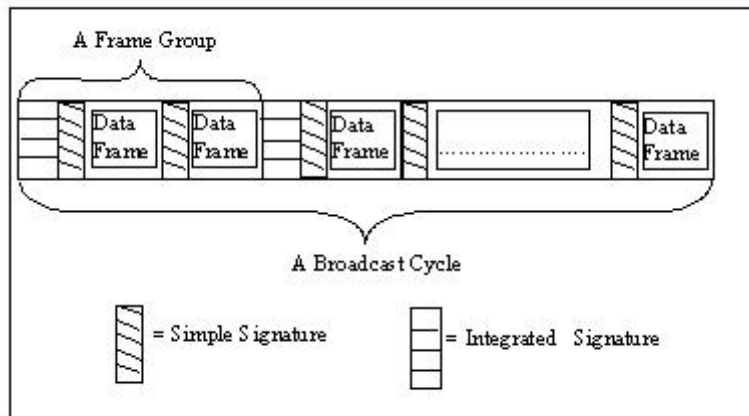 A Frame Group
Data
Frame
Data
Frame
Data
Frame
....................
Data
Frame
A Broadcast Cycle
= Simple Signature
= Integrated Signature